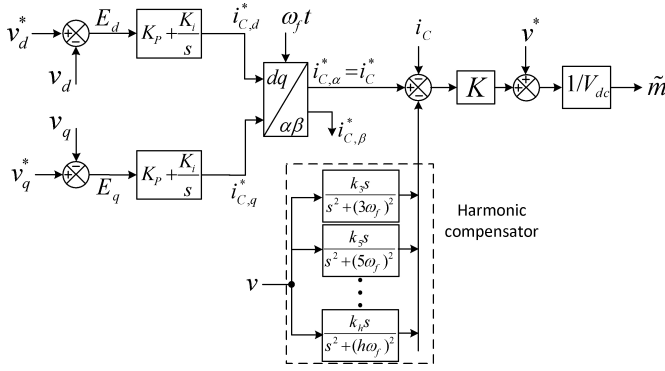 v_d^* E_d K_P + K_i/s i_{C,d}^*
v_d
ω_f t
dq
αβ
i_{C,α}^* = i_C^*
i_{C,β}^*
i_C
K
v^*
1/V_{dc}
m̃
v_q
v_q^* E_q K_P + K_i/s i_{C,q}^*
k_3 s / s^2 + (3ω_f)^2
k_5 s / s^2 + (5ω_f)^2
v
k_h s / s^2 + (hω_f)^2
Harmonic
compensator